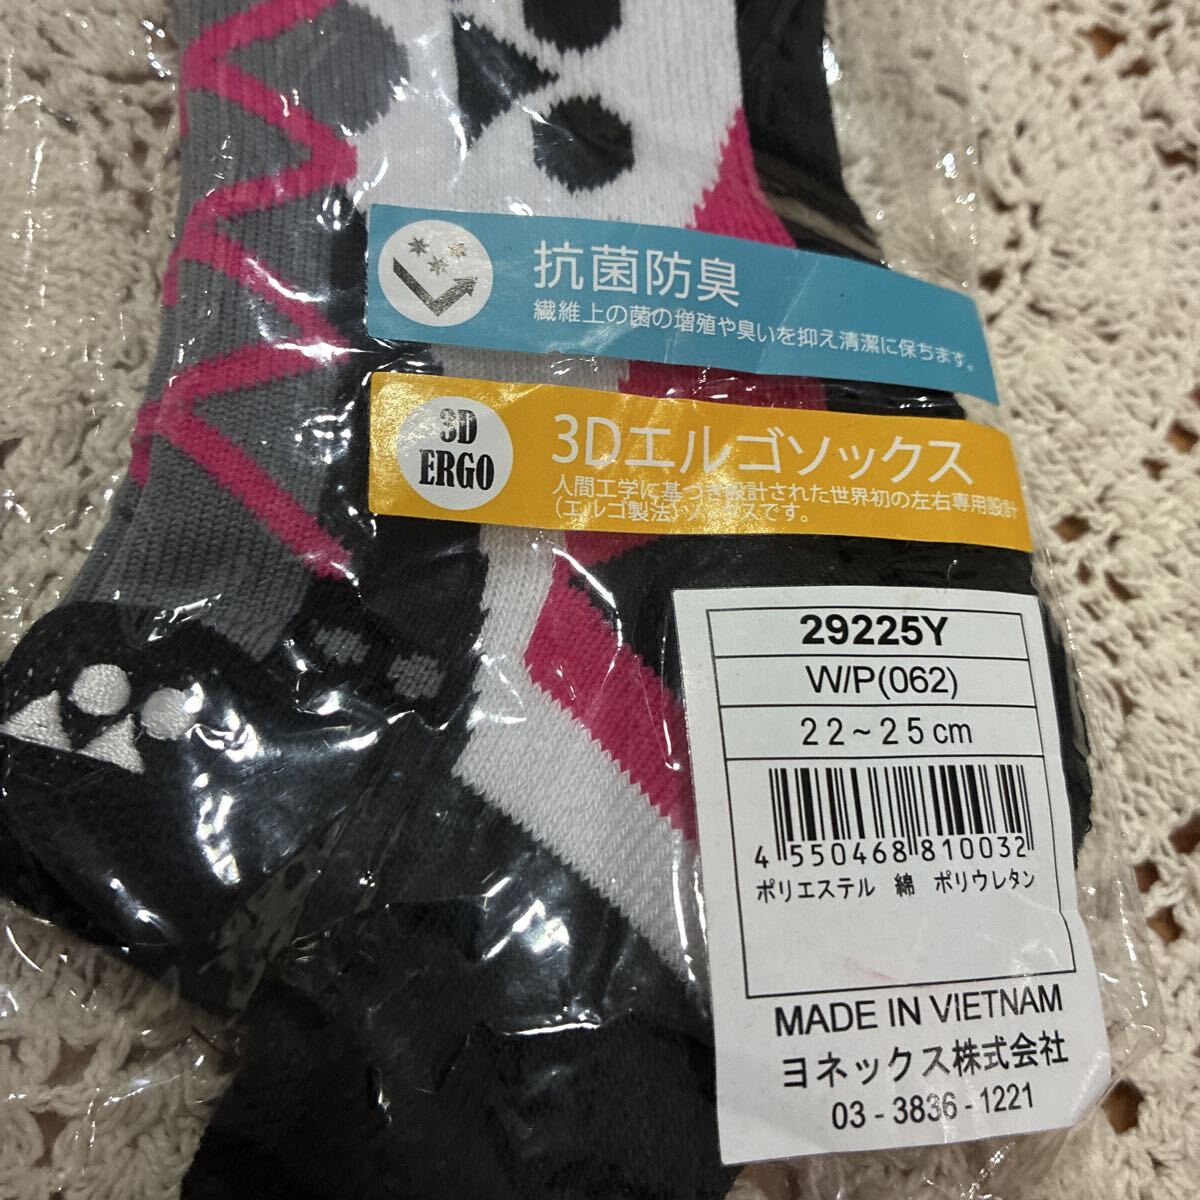 抗菌防臭
繊維上の菌の増殖や臭いを抑え清潔に保ちます。
3D
ERGO
3Dエルゴソックス
人間工学に基づき設計された世界初の左右専用設計
(エルゴ製法)ソックスです。
29225Y
W/P(062)
22~25cm
4 550468 810032
ポリエステル 綿 ポリウレタン
MADE IN VIETNAM
ヨネックス株式会社
03-3836-1221